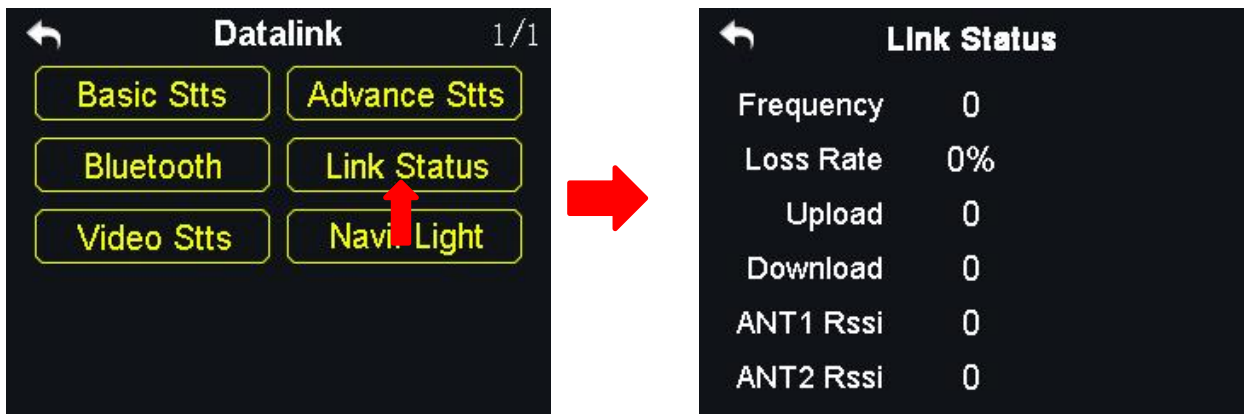 Datalink 1/1
Basic Stts Advance Stts
Bluetooth Link Status
Video Stts Light
Link Status
Frequency 0
Loss Rate 0%
Upload 0
Download 0
ANT1 Rssi 0
ANT2 Rssi 0